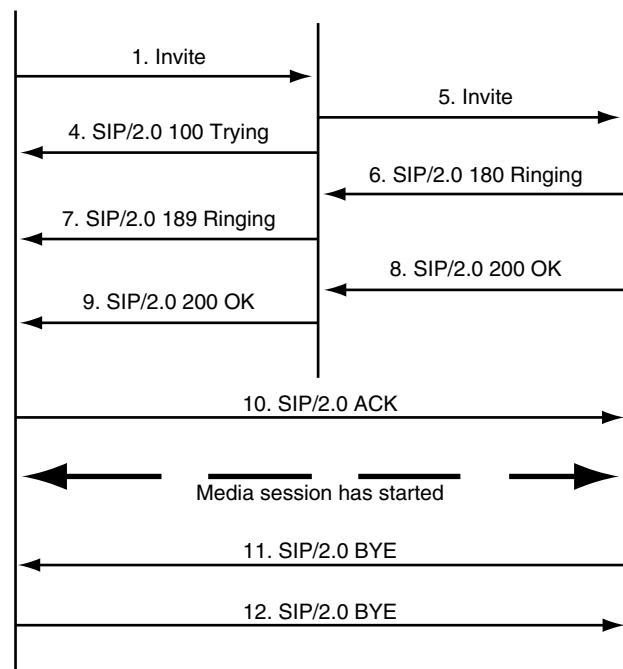 1. Invite
5. Invite
4. SIP/2.0 100 Trying
6. SIP/2.0 180 Ringing
7. SIP/2.0 189 Ringing
8. SIP/2.0 200 OK
9. SIP/2.0 200 OK
10. SIP/2.0 ACK
Media session has started
11. SIP/2.0 BYE
12. SIP/2.0 BYE